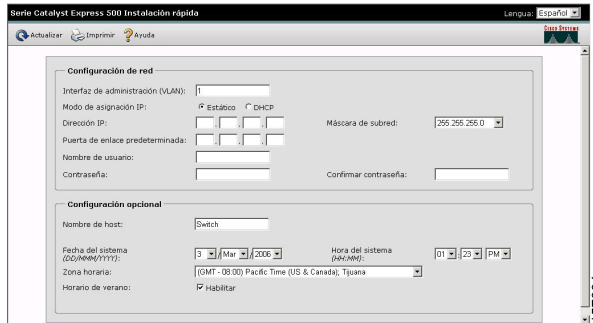 Serie Catalyst Express 500 Instalación rápida
Lengua: Español
Actualizar Imprimir Ayuda
CISCO SYSTEMS
Configuración de red
Interfaz de administración (VLAN): 1
Modo de asignación IP: Estático DHCP
Dirección IP: . . . Máscara de subred: 255.255.255.0
Puerta de enlace predeterminada: . . .
Nombre de usuario:
Contraseña: Confirmar contraseña:
Configuración opcional
Nombre de host: Switch
Fecha del sistema (DD/MMM/YYYY): 3 / Mar / 2006 Hora del sistema (HH:MM): 01 : 23 PM
Zona horaria: (GMT - 08:00) Pacific Time (US & Canada); Tijuana
Horario de verano: Habilitar